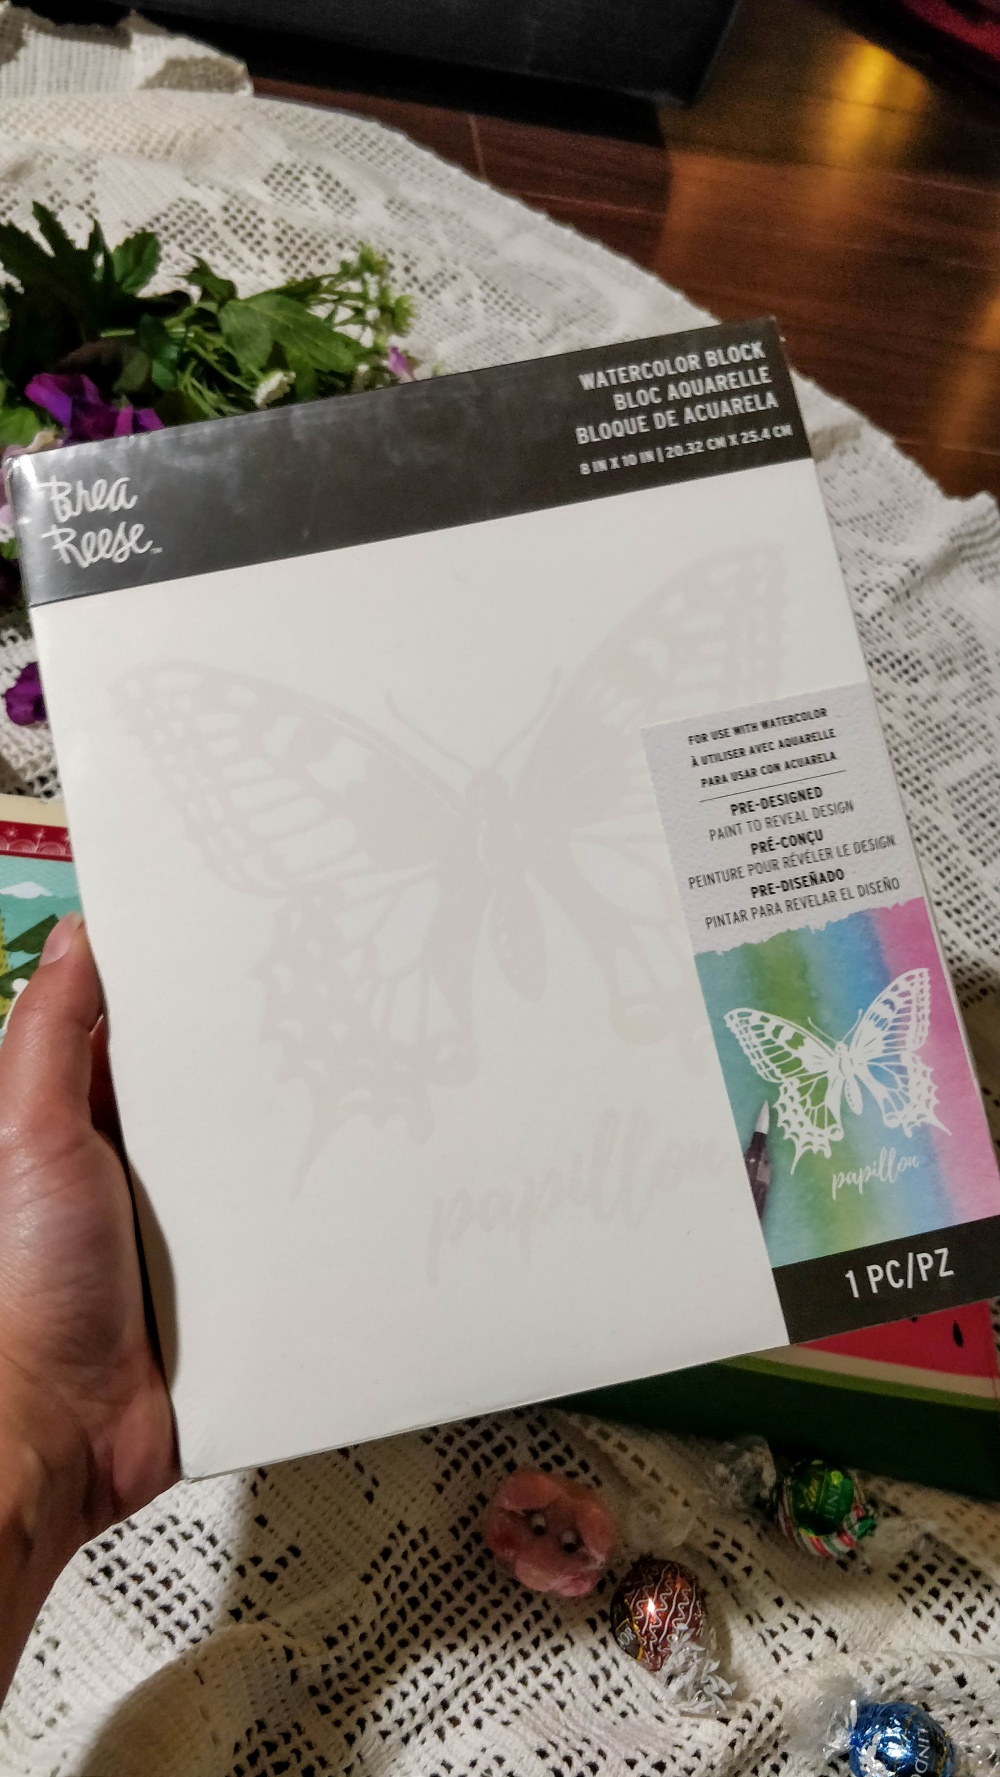 WATERCOLOR BLOCK
BLOC AQUARELLE
BLOQUE DE ACUARELA
8 IN X 10 IN | 20.32 CM X 25.4 CM
Brea
Reese™
FOR USE WITH WATERCOLOR
À UTILISER AVEC AQUARELLE
PARA USAR CON ACUARELA
PRE-DESIGNED
PAINT TO REVEAL DESIGN
PRÉ-CONÇU
PEINTURE POUR RÉVÉLER LE DESIGN
PRE-DISEÑADO
PINTAR PARA REVELAR EL DISEÑO
papillon
papillon
1 PC/PZ